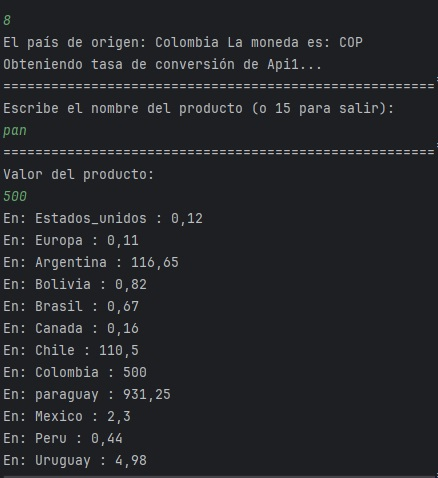 8
El país de origen: Colombia La moneda es: COP
Obteniendo tasa de conversión de Api1...
======================================================
Escribe el nombre del producto (o 15 para salir):
pan
======================================================
Valor del producto:
500
En: Estados_unidos : 0,12
En: Europa : 0,11
En: Argentina : 116,65
En: Bolivia : 0,82
En: Brasil : 0,67
En: Canada : 0,16
En: Chile : 110,5
En: Colombia : 500
En: paraguay : 931,25
En: Mexico : 2,3
En: Peru : 0,44
En: Uruguay : 4,98